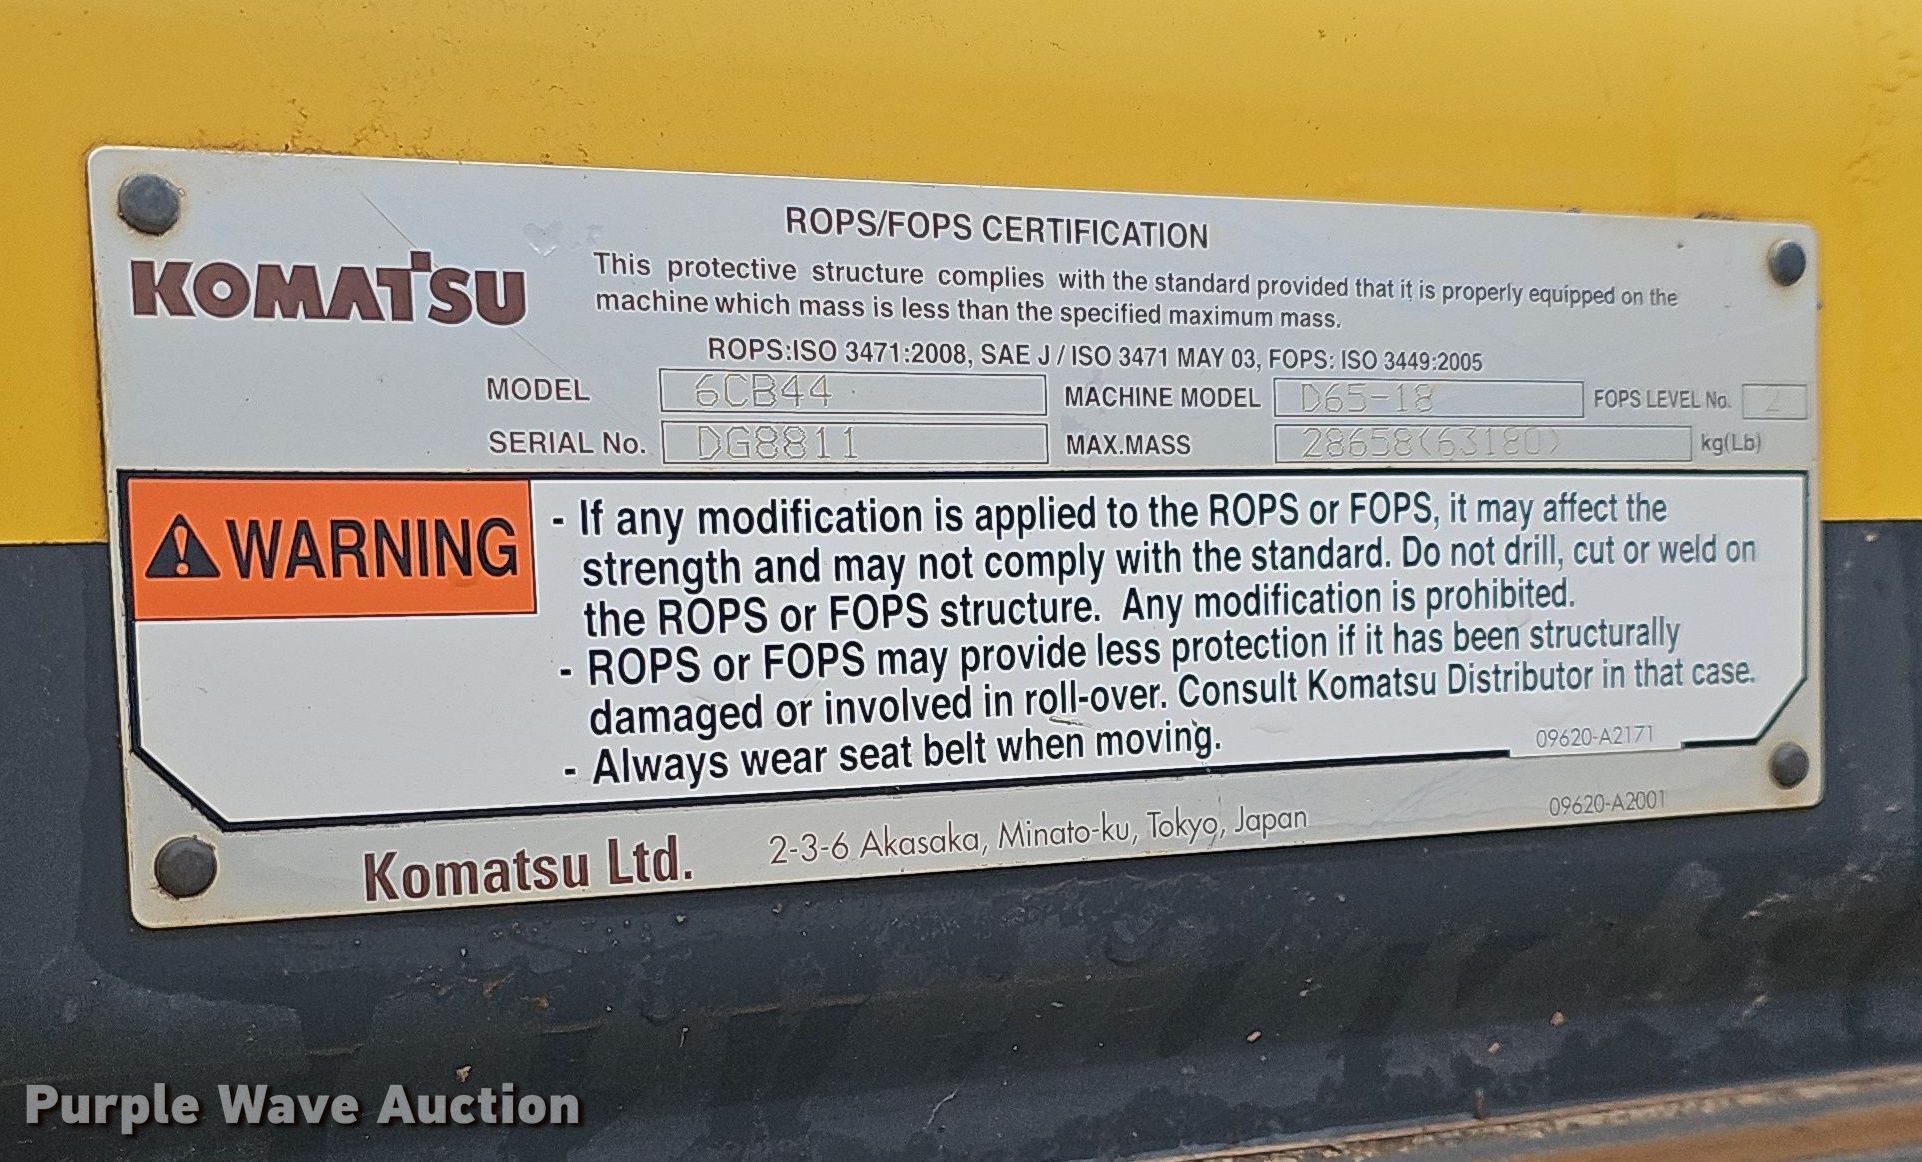 ROPS/FOPS CERTIFICATION
KOMATSU
This protective structure complies with the standard provided that it is properly equipped on the
machine which mass is less than the specified maximum mass.
ROPS:ISO 3471:2008, SAE J / ISO 3471 MAY 03, FOPS: ISO 3449:2005
MODEL 6CB44 MACHINE MODEL D65-18 FOPS LEVEL No. 2
SERIAL No. DG8811 MAX.MASS 28658(63180) kg(Lb)
WARNING
- If any modification is applied to the ROPS or FOPS, it may affect the
strength and may not comply with the standard. Do not drill, cut or weld on
the ROPS or FOPS structure. Any modification is prohibited.
- ROPS or FOPS may provide less protection if it has been structurally
damaged or involved in roll-over. Consult Komatsu Distributor in that case.
- Always wear seat belt when moving.
09620-A2171
Komatsu Ltd. 2-3-6 Akasaka, Minato-ku, Tokyo, Japan
09620-A2001
Purple Wave Auction